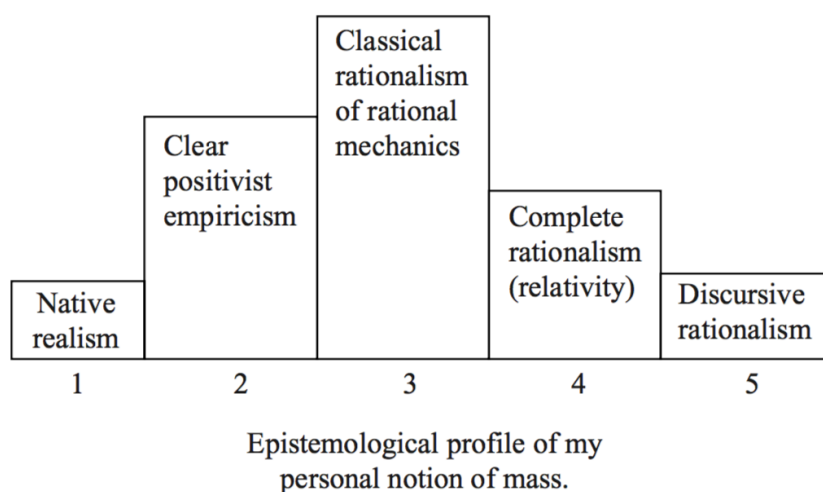 Classical
rationalism
of rational
mechanics
Clear
positivist
empiricism
Complete
rationalism
(relativity)
Native
realism
Discursive
rationalism
1 2 3 4 5
Epistemological profile of my
personal notion of mass.